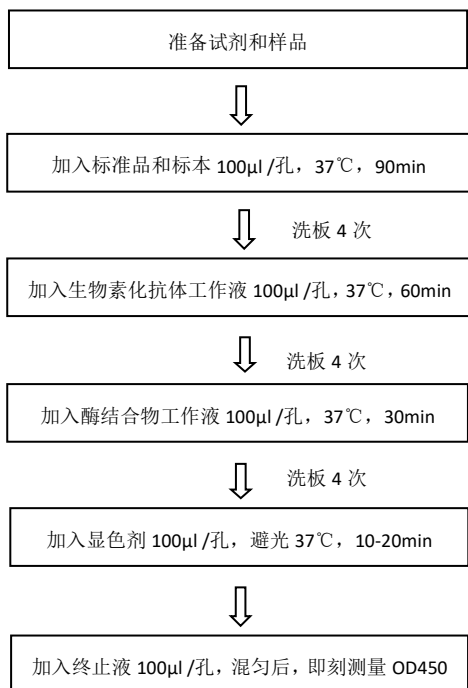 准备试剂和样品
加入标准品和标本 100μl /孔，37℃，90min
洗板 4 次
加入生物素化抗体工作液 100μl /孔，37℃，60min
洗板 4 次
加入酶结合物工作液 100μl /孔，37℃，30min
洗板 4 次
加入显色剂 100μl /孔，避光 37℃，10-20min
加入终止液 100μl /孔，混匀后，即刻测量 OD450